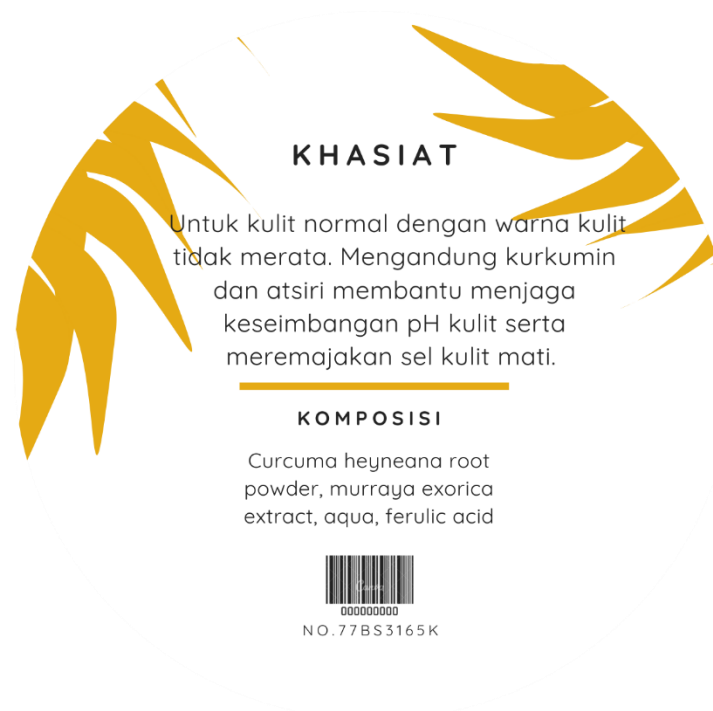 KHASIAT
Untuk kulit normal dengan warna kulit
tidak merata. Mengandung kurkumin
dan atsiri membantu menjaga
keseimbangan pH kulit serta
meremajakan sel kulit mati.
KOMPOSISI
Curcuma heyneana root
powder, murraya exorica
extract, aqua, ferulic acid
Canva
000000000
NO.77BS3165K